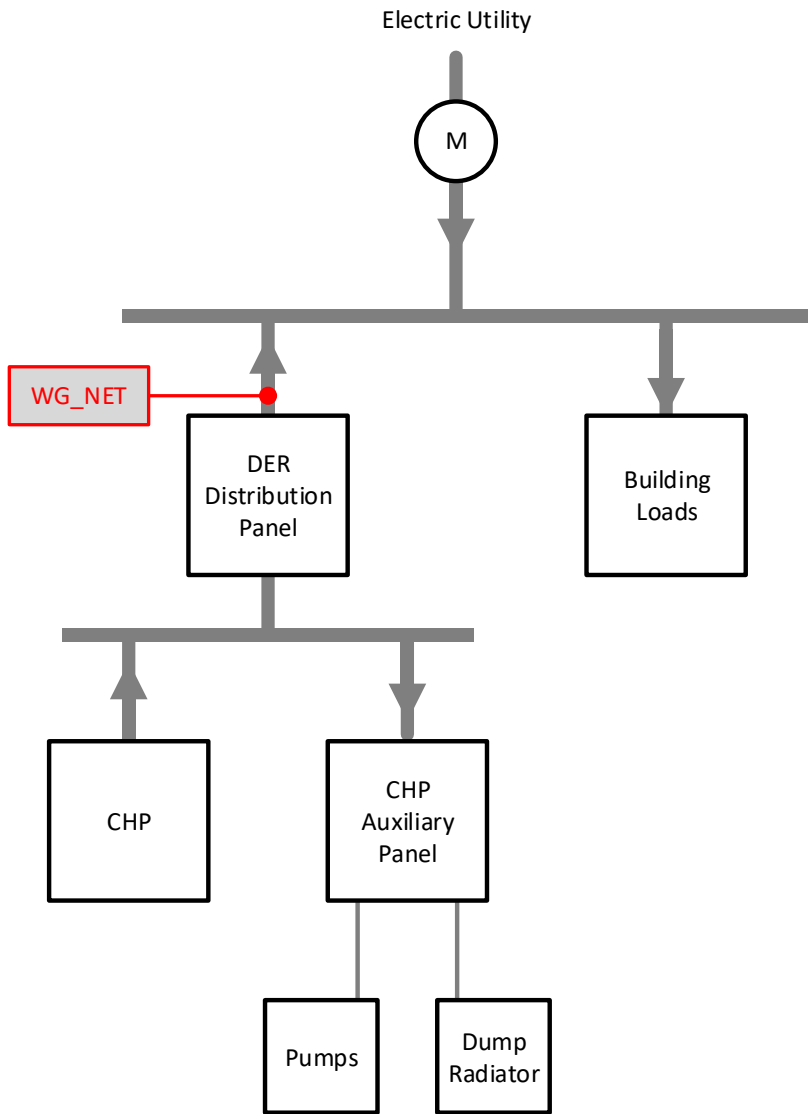 Electric Utility
M
WG_NET
DER
Distribution
Panel
Building
Loads
CHP
CHP
Auxiliary
Panel
Pumps
Dump
Radiator